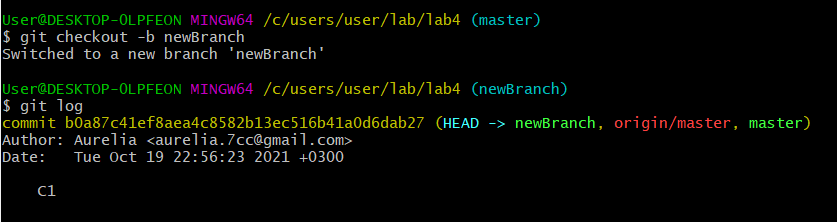 User@DESKTOP-OLPFEON MINGW64 /c/users/user/lab/lab4 (master)
$ git checkout -b newBranch
Switched to a new branch 'newBranch'
User@DESKTOP-OLPFEON MINGW64 /c/users/user/lab/lab4 (newBranch)
$ git log
commit b0a87c41ef8aea4c8582b13ec516b41a0d6dab27 (HEAD -> newBranch, origin/master, master)
Author: Aurelia <aurelia.7cc@gmail.com>
Date:   Tue Oct 19 22:56:23 2021 +0300
    C1